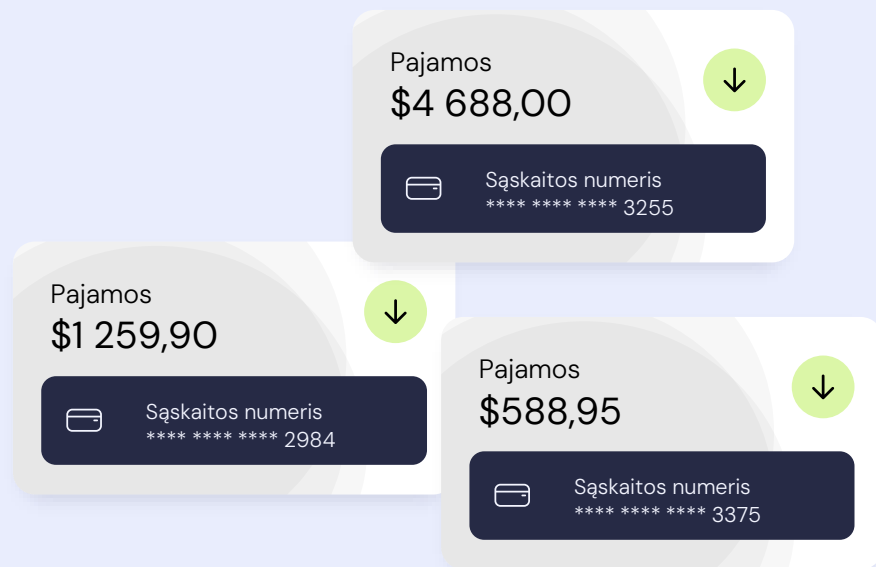 Pajamos
$4 688,00
Sąskaitos numeris
**** **** **** 3255
Pajamos
$1 259,90
Sąskaitos numeris
**** **** **** 2984
Pajamos
$588,95
Sąskaitos numeris
**** **** **** 3375